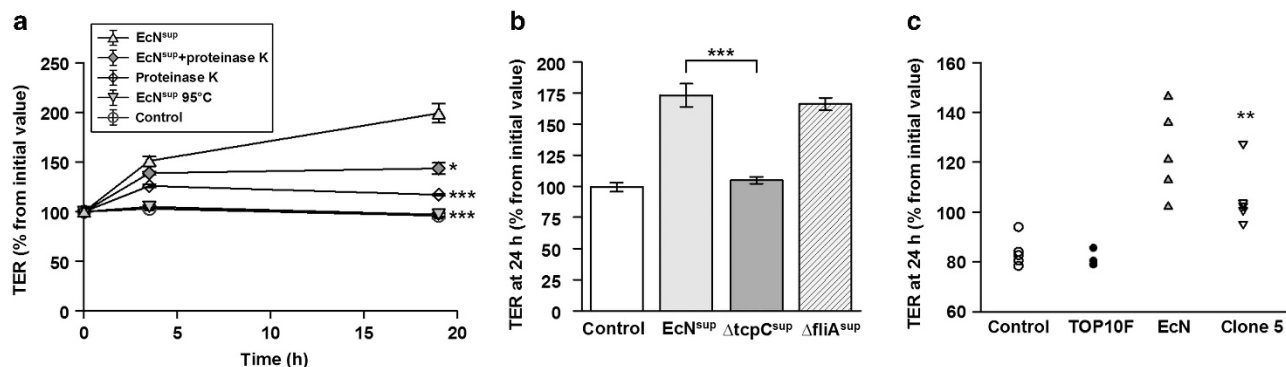 a
TER (% from initial value)
250
200
150
100
50
0
EcN^sup
EcN^sup+proteinase K
Proteinase K
EcN^sup 95°C
Control
*
***
***
0 5 10 15 20
Time (h)
b
TER at 24 h (% from initial value)
200
175
150
125
100
75
50
25
0
***
Control EcN^sup ΔtcpC^sup ΔfliA^sup
c
TER at 24 h (% from initial value)
160
140
120
100
80
60
**
Control TOP10F EcN Clone 5